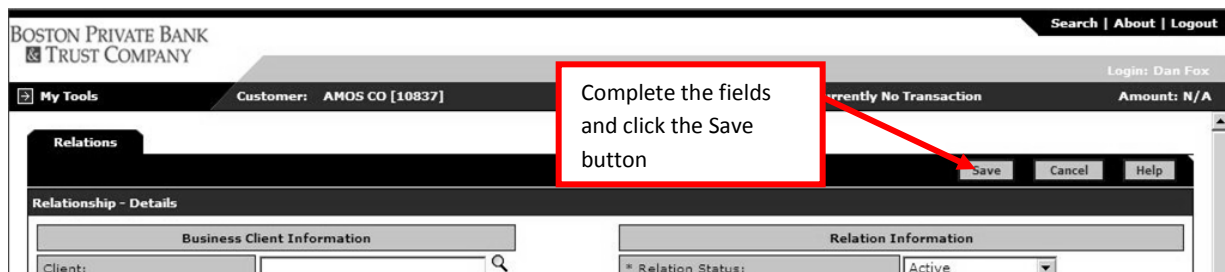 Search | About | Logout
BOSTON PRIVATE BANK
& TRUST COMPANY
Login: Dan Fox
My Tools
Customer: AMOS CO [10837]
Complete the fields
and click the Save
button
No Transaction
Amount: N/A
Relations
Save Cancel Help
Relationship - Details
Business Client Information
Relation Information
Client:
* Relation Status: Active